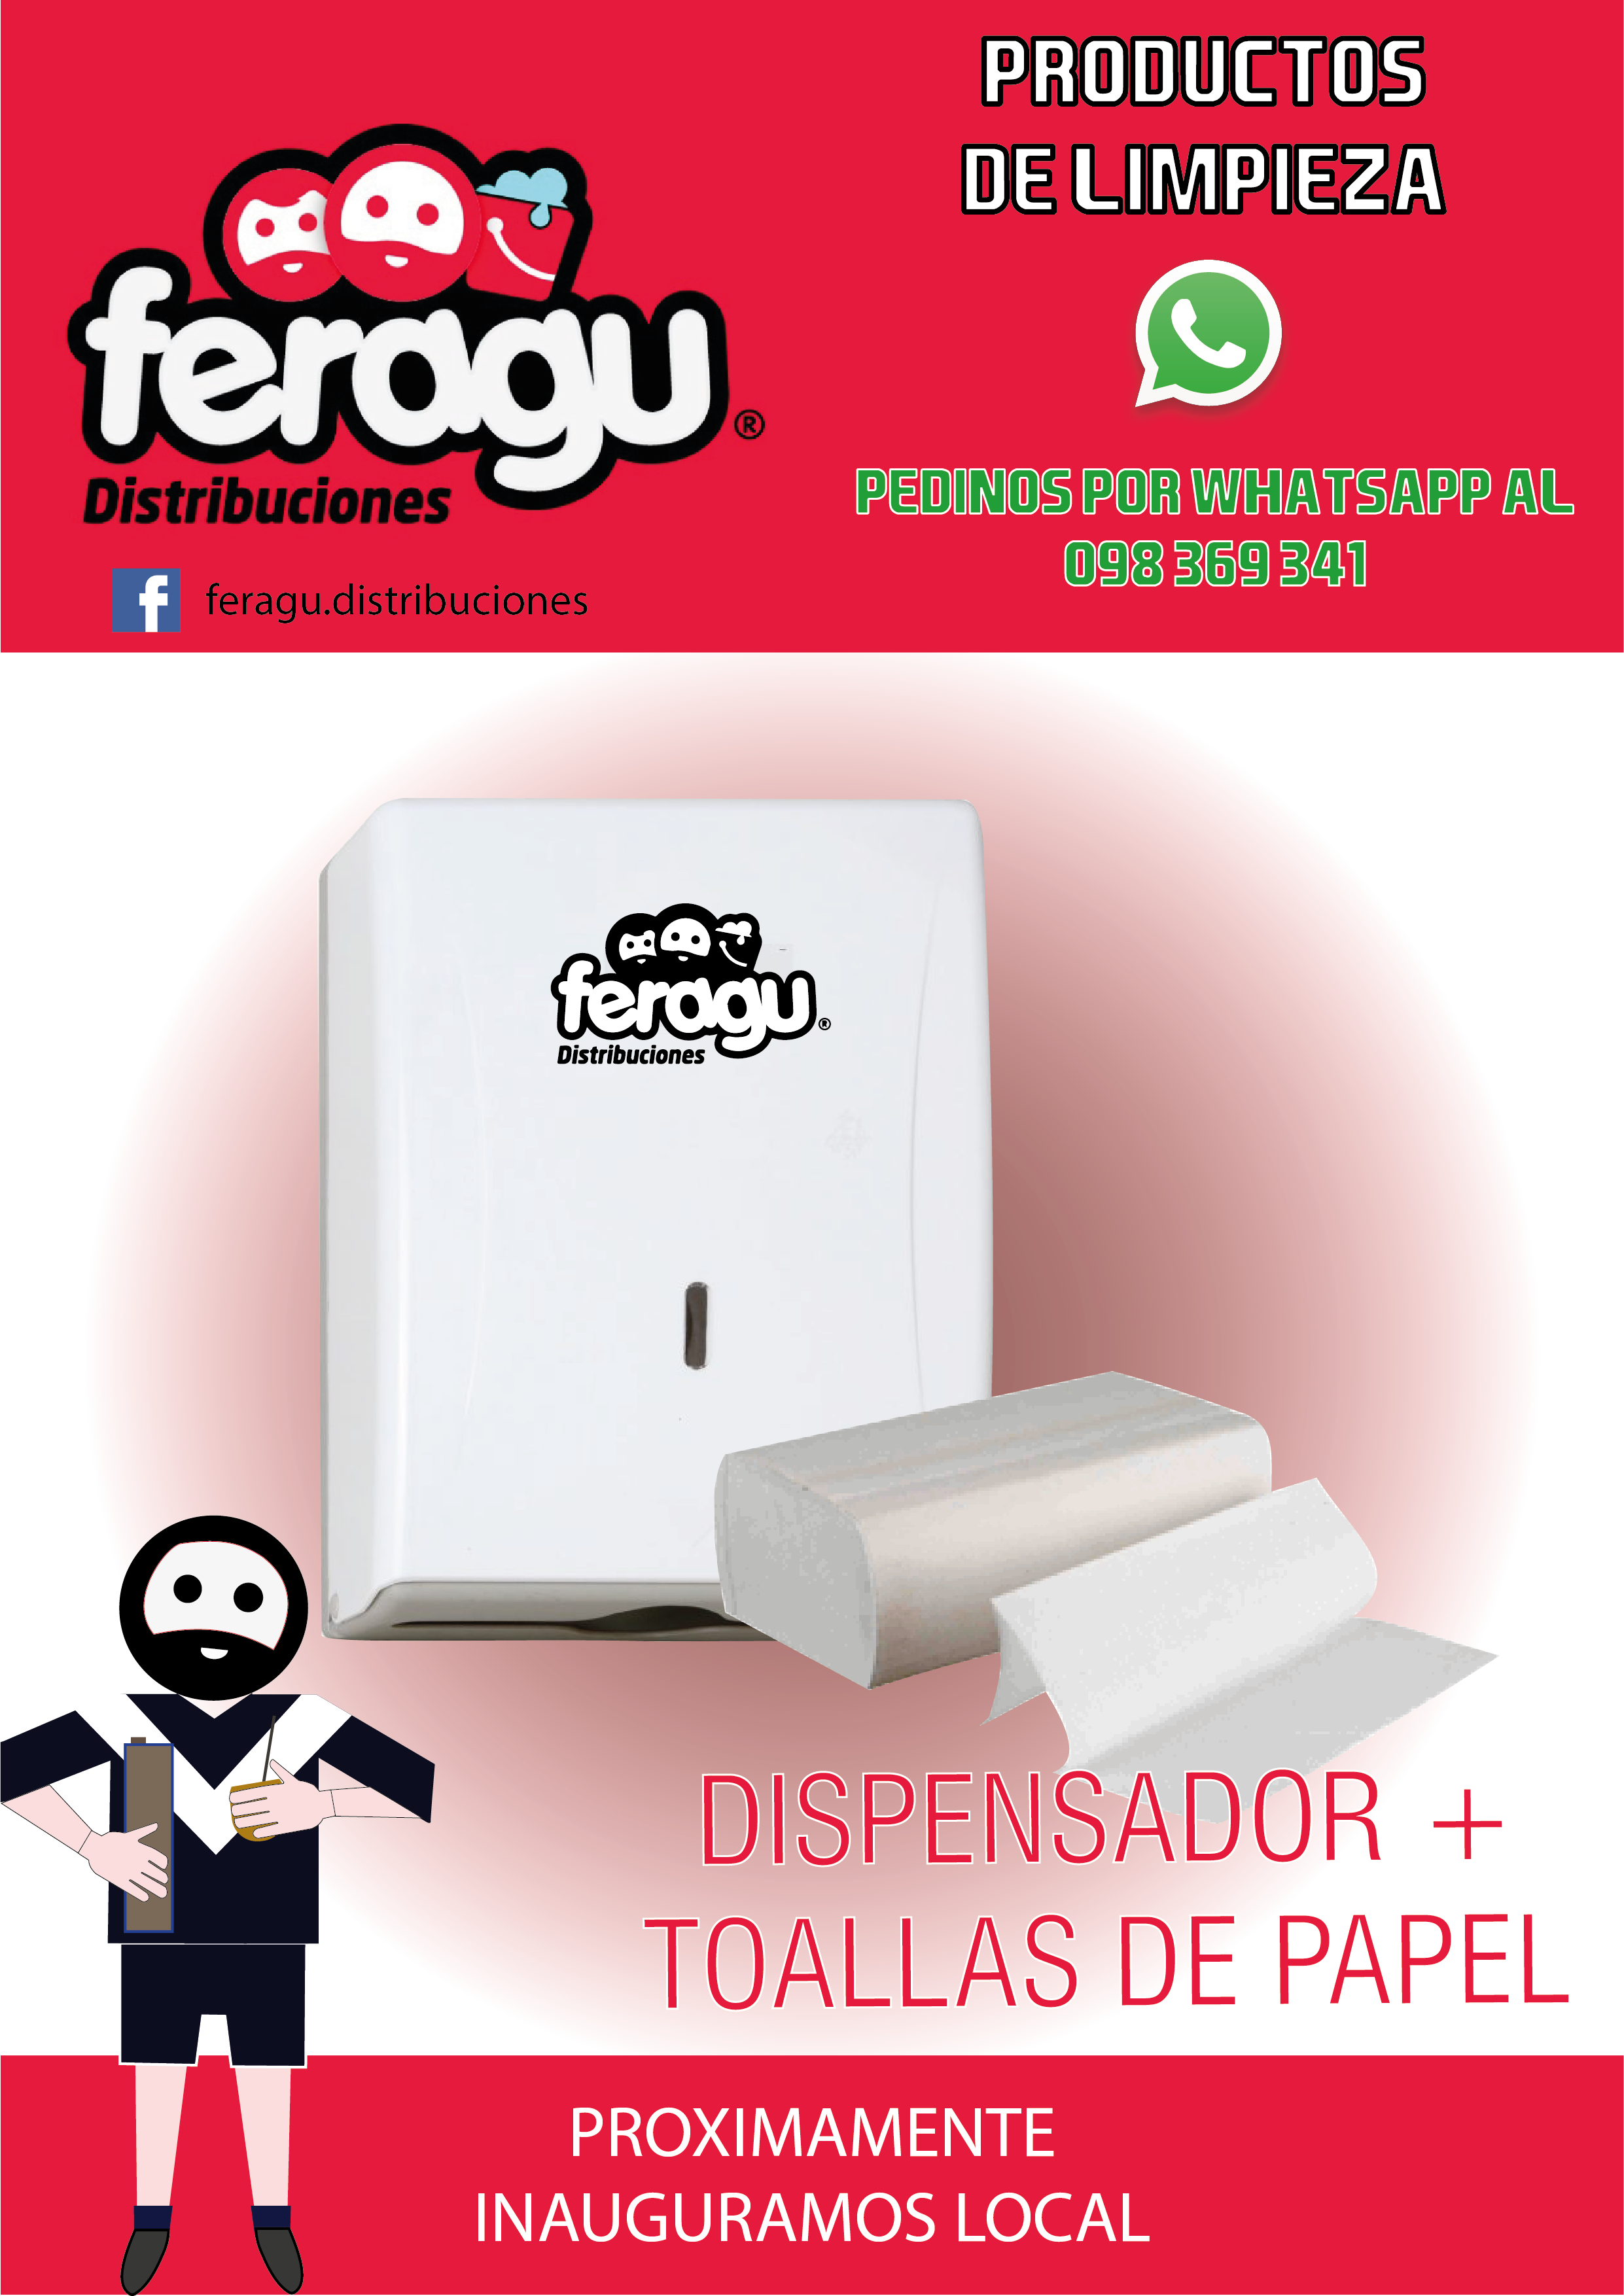 PRODUCTOS
DE LIMPIEZA
feragu®
Distribuciones
PEDINOS POR WHATSAPP AL
098 369 341
f feragu.distribuciones
feragu®
Distribuciones
DISPENSADOR +
TOALLAS DE PAPEL
PROXIMAMENTE
INAUGURAMOS LOCAL